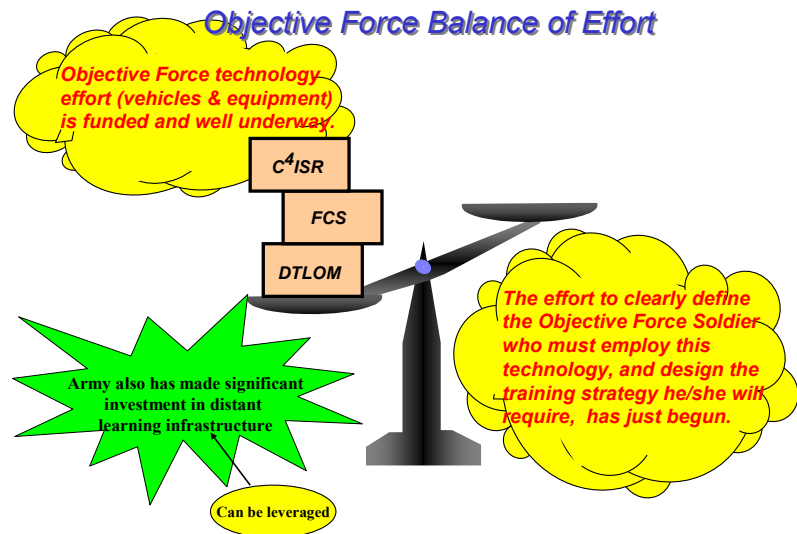 Objective Force Balance of Effort
Objective Force technology
effort (vehicles & equipment)
is funded and well underway.
C⁴ISR
FCS
DTLOM
The effort to clearly define
the Objective Force Soldier
who must employ this
technology, and design the
training strategy he/she will
require, has just begun.
Army also has made significant
investment in distant
learning infrastructure
Can be leveraged